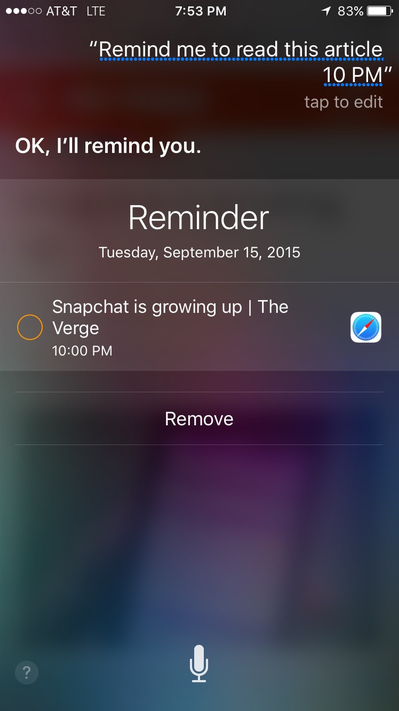 AT&T LTE 7:53 PM 83%
“Remind me to read this article
10 PM”
tap to edit
OK, I’ll remind you.
Reminder
Tuesday, September 15, 2015
Snapchat is growing up | The
Verge
10:00 PM
Remove
?